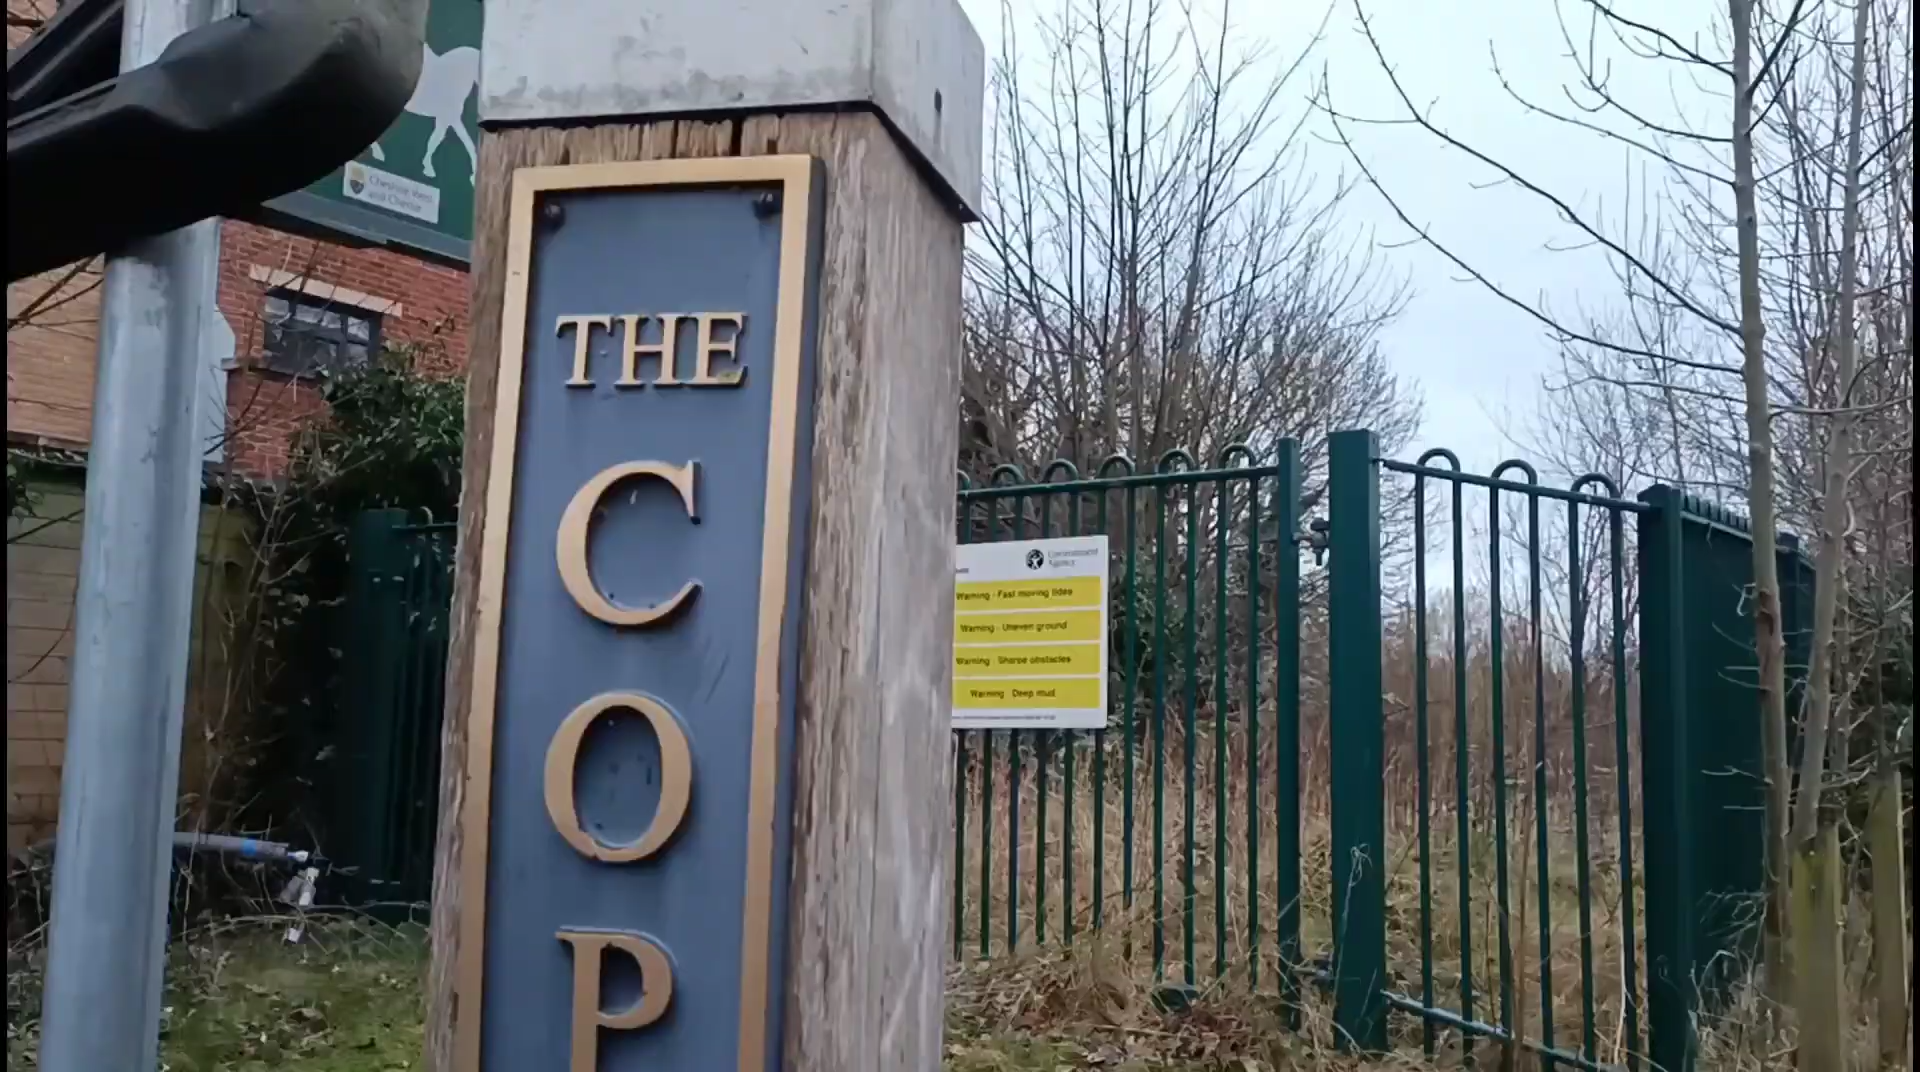 Cheshire West
and Chester
THE
C
O
P
Environment
Agency
Warning - Fast moving tides
Warning - Uneven ground
Warning - Sharp obstacles
Warning - Deep mud